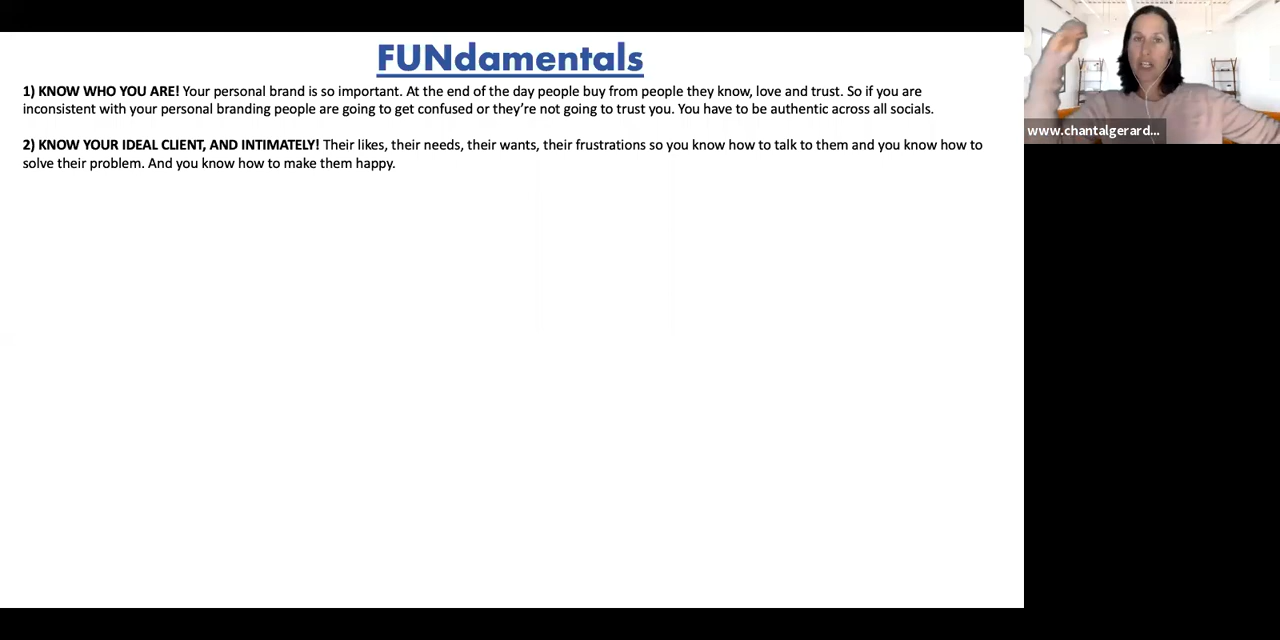 FUNdamentals
1) KNOW WHO YOU ARE! Your personal brand is so important. At the end of the day people buy from people they know, love and trust. So if you are
inconsistent with your personal branding people are going to get confused or they're not going to trust you. You have to be authentic across all socials.
2) KNOW YOUR IDEAL CLIENT, AND INTIMATELY! Their likes, their needs, their wants, their frustrations so you know how to talk to them and you know how to
solve their problem. And you know how to make them happy.
www.chantalgerard...